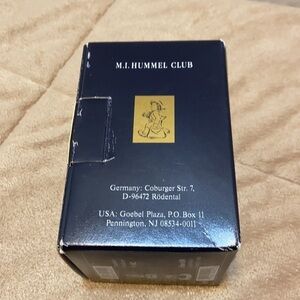 M.I. HUMMEL CLUB
Germany: Coburger Str. 7,
D-96472 Rödental
USA: Goebel Plaza, P.O. Box 11
Pennington, NJ 08534-0011